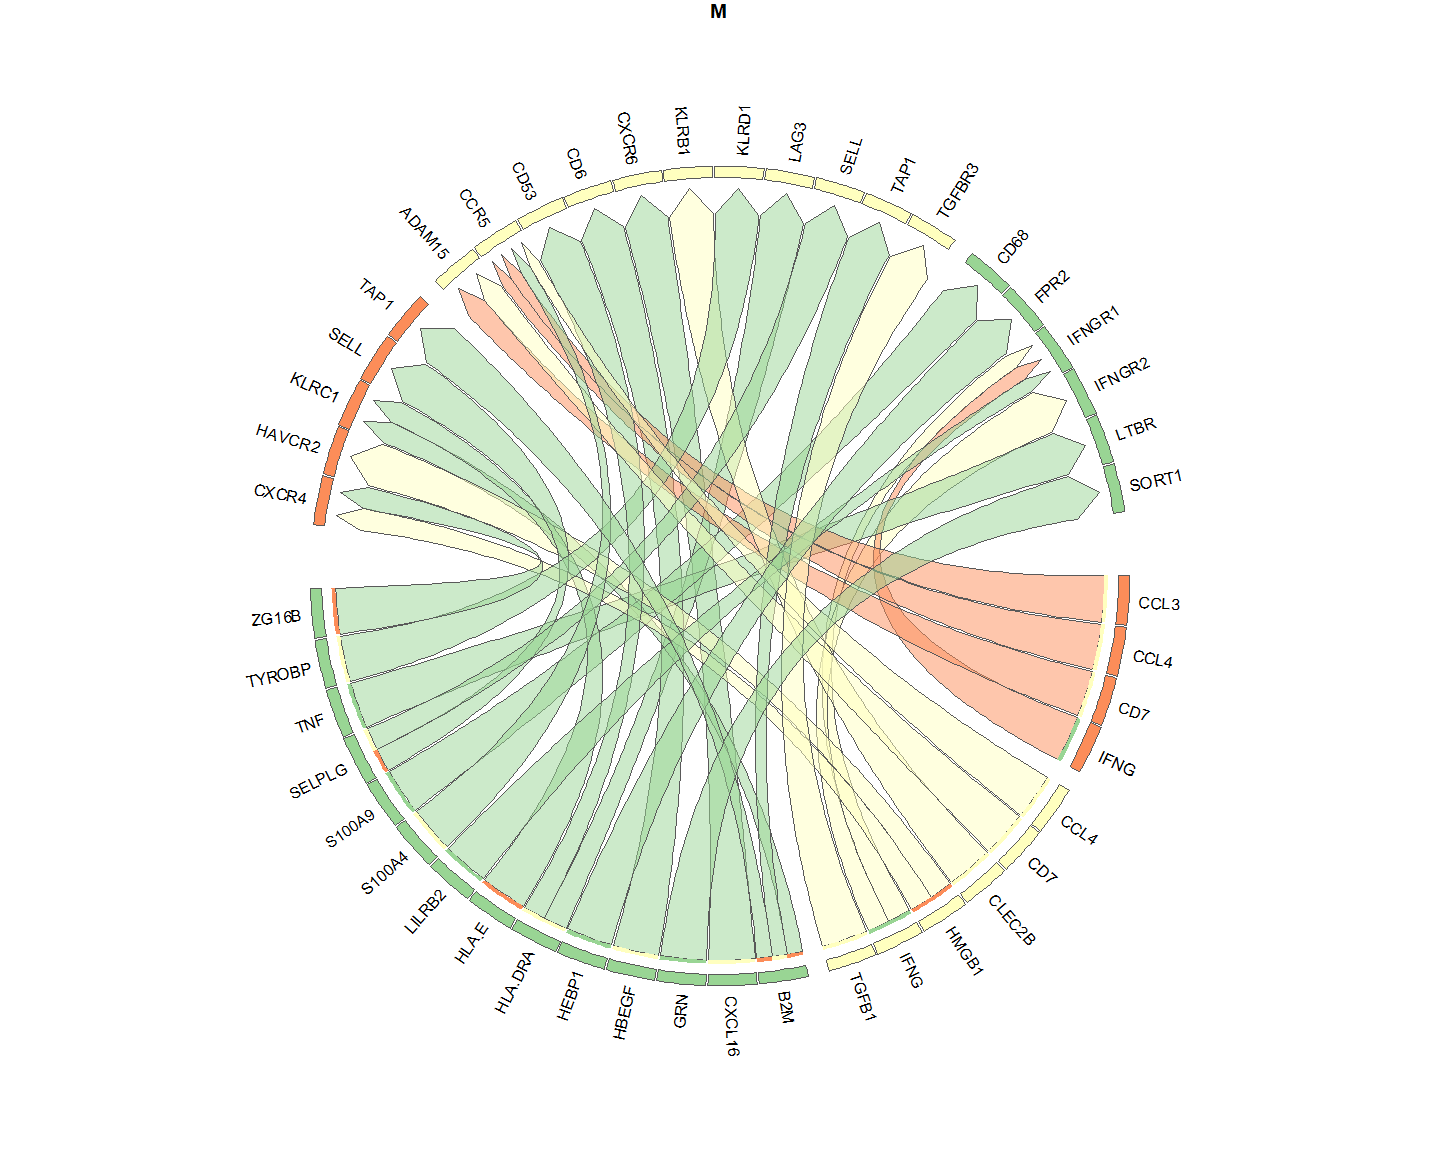 M
CXCR4
HAVCR2
KLRC1
SELL
TAP1
ADAM15
CCR5
CD53
CD6
CXCR6
KLRB1
KLRD1
LAG3
SELL
TAP1
TGFBR3
CD68
FPR2
IFNGR1
IFNGR2
LTBR
SORT1
CCL3
CCL4
CD7
IFNG
CCL4
CD7
CLEC2B
HMGB1
IFNG
TGFB1
B2M
CXCL16
GRN
HBEGF
HEBP1
HLA.DRA
HLA.E
LILRB2
S100A4
S100A9
SELPLG
TNF
TYROBP
ZG16B